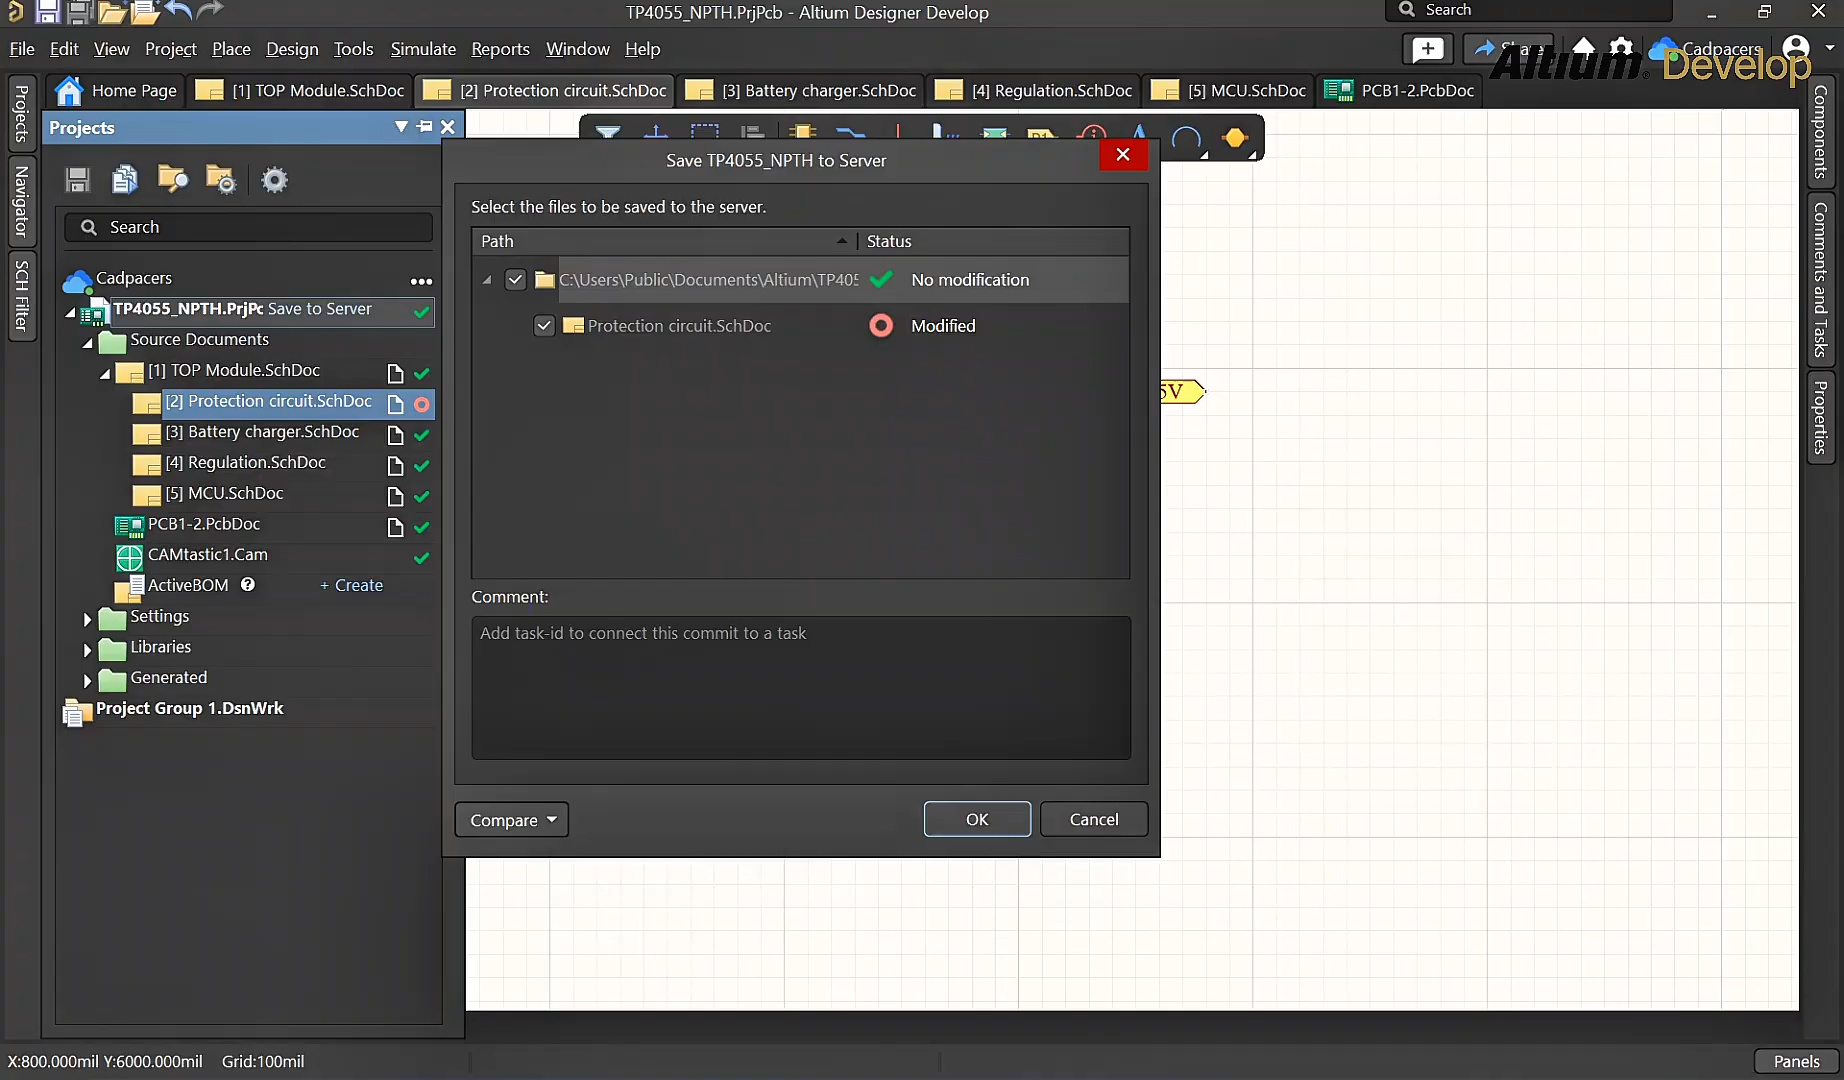 TP4055_NPTH.PrjPcb - Altium Designer Develop
Search
File Edit View Project Place Design Tools Simulate Reports Window Help
Share
Cadpacers
Altium Develop
Home Page
[1] TOP Module.SchDoc
[2] Protection circuit.SchDoc
[3] Battery charger.SchDoc
[4] Regulation.SchDoc
[5] MCU.SchDoc
PCB1-2.PcbDoc
Projects
Navigator
SCH Filter
Projects
Search
Cadpacers
TP4055_NPTH.PrjPc Save to Server
Source Documents
[1] TOP Module.SchDoc
[2] Protection circuit.SchDoc
[3] Battery charger.SchDoc
[4] Regulation.SchDoc
[5] MCU.SchDoc
PCB1-2.PcbDoc
CAMtastic1.Cam
ActiveBOM + Create
Settings
Libraries
Generated
Project Group 1.DsnWrk
Save TP4055_NPTH to Server
Select the files to be saved to the server.
Path Status
C:\Users\Public\Documents\Altium\TP405 No modification
Protection circuit.SchDoc Modified
Comment:
Add task-id to connect this commit to a task
Compare
OK
Cancel
5V
Components
Comments and Tasks
Properties
X:800.000mil Y:6000.000mil Grid:100mil
Panels